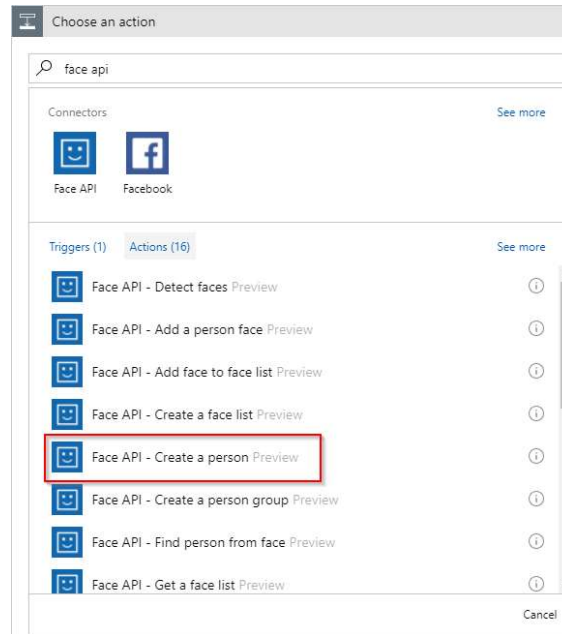 Choose an action
face api
Connectors See more
Face API Facebook
Triggers (1) Actions (16) See more
Face API - Detect faces Preview
Face API - Add a person face Preview
Face API - Add face to face list Preview
Face API - Create a face list Preview
Face API - Create a person Preview
Face API - Create a person group Preview
Face API - Find person from face Preview
Face API - Get a face list Preview
Cancel